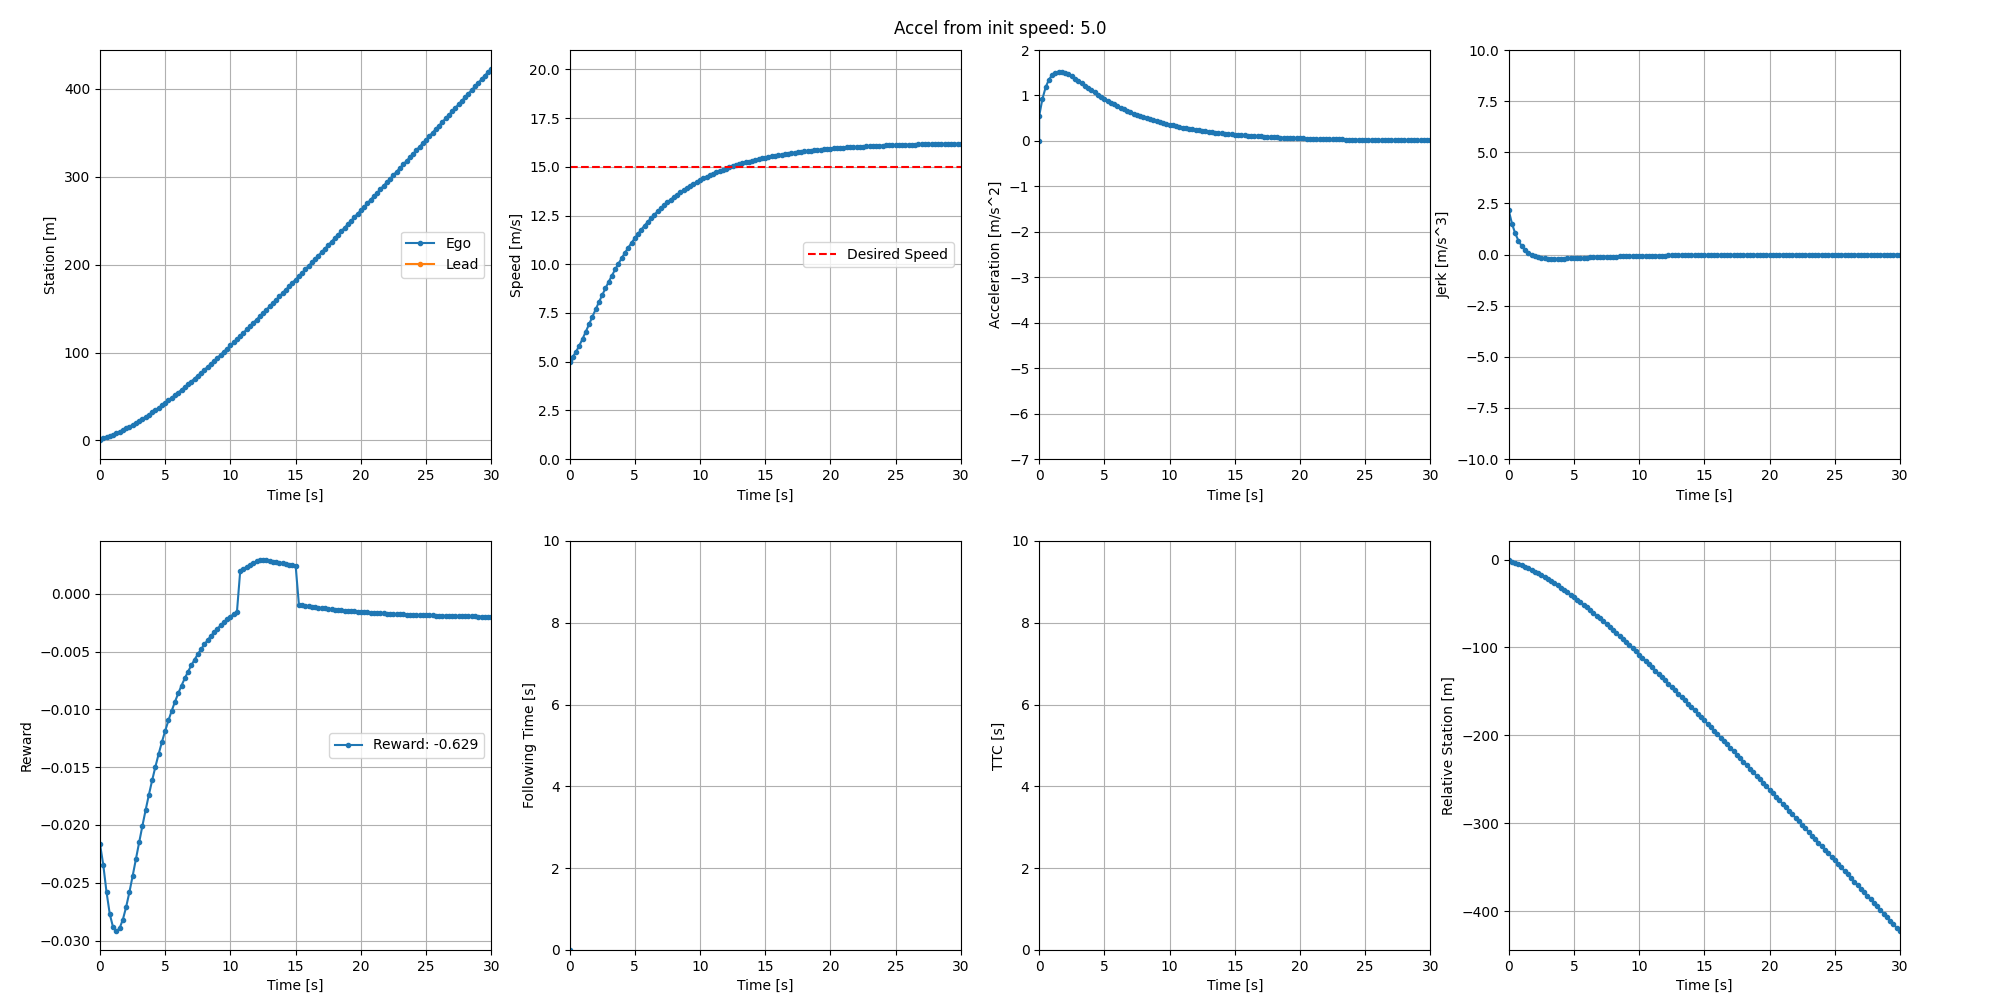 Accel from init speed: 5.0
400
300
200
100
0
0 5 10 15 20 25 30
Time [s]
Station [m]
Ego
Lead
20.0
17.5
15.0
12.5
10.0
7.5
5.0
2.5
0.0
0 5 10 15 20 25 30
Time [s]
Speed [m/s]
Desired Speed
2
1
0
−1
−2
−3
−4
−5
−6
−7
0 5 10 15 20 25 30
Time [s]
Acceleration [m/s^2]
10.0
7.5
5.0
2.5
0.0
−2.5
−5.0
−7.5
−10.0
0 5 10 15 20 25 30
Time [s]
Jerk [m/s^3]
0.000
−0.005
−0.010
−0.015
−0.020
−0.025
−0.030
0 5 10 15 20 25 30
Time [s]
Reward
Reward: -0.629
10
8
6
4
2
0
0 5 10 15 20 25 30
Time [s]
Following Time [s]
10
8
6
4
2
0
0 5 10 15 20 25 30
Time [s]
TTC [s]
0
−100
−200
−300
−400
0 5 10 15 20 25 30
Time [s]
Relative Station [m]